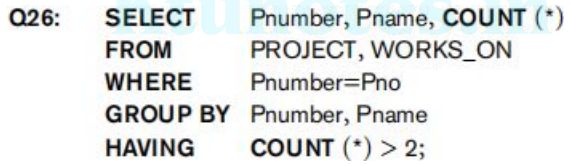 Q26: SELECT Pnumber, Pname, COUNT (*)
FROM PROJECT, WORKS_ON
WHERE Pnumber=Pno
GROUP BY Pnumber, Pname
HAVING COUNT (*) > 2;